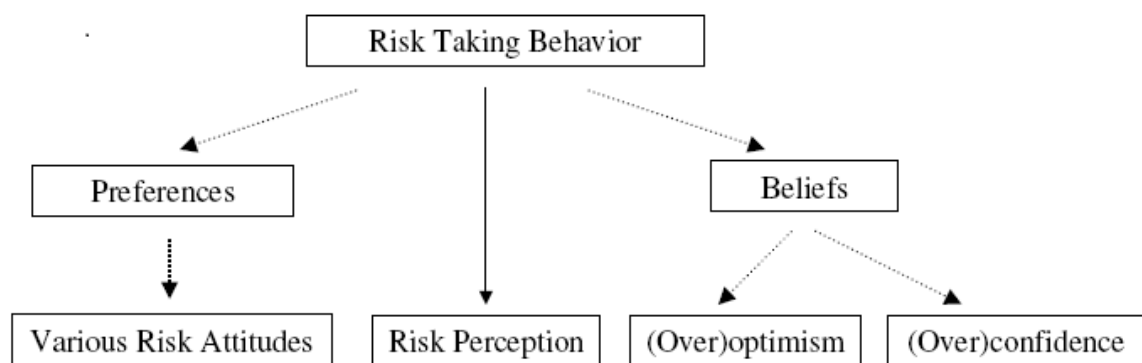 Risk Taking Behavior
Preferences
Beliefs
Various Risk Attitudes
Risk Perception
(Over)optimism
(Over)confidence